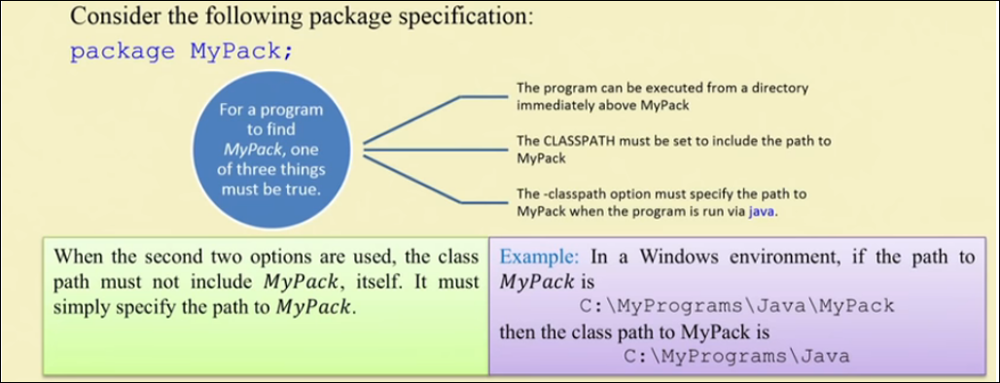 Consider the following package specification:
package MyPack;
For a program
to find
MyPack, one
of three things
must be true.
The program can be executed from a directory
immediately above MyPack
The CLASSPATH must be set to include the path to
MyPack
The -classpath option must specify the path to
MyPack when the program is run via java.
When the second two options are used, the class
path must not include MyPack, itself. It must
simply specify the path to MyPack.
Example: In a Windows environment, if the path to
MyPack is
C:\MyPrograms\Java\MyPack
then the class path to MyPack is
C:\MyPrograms\Java